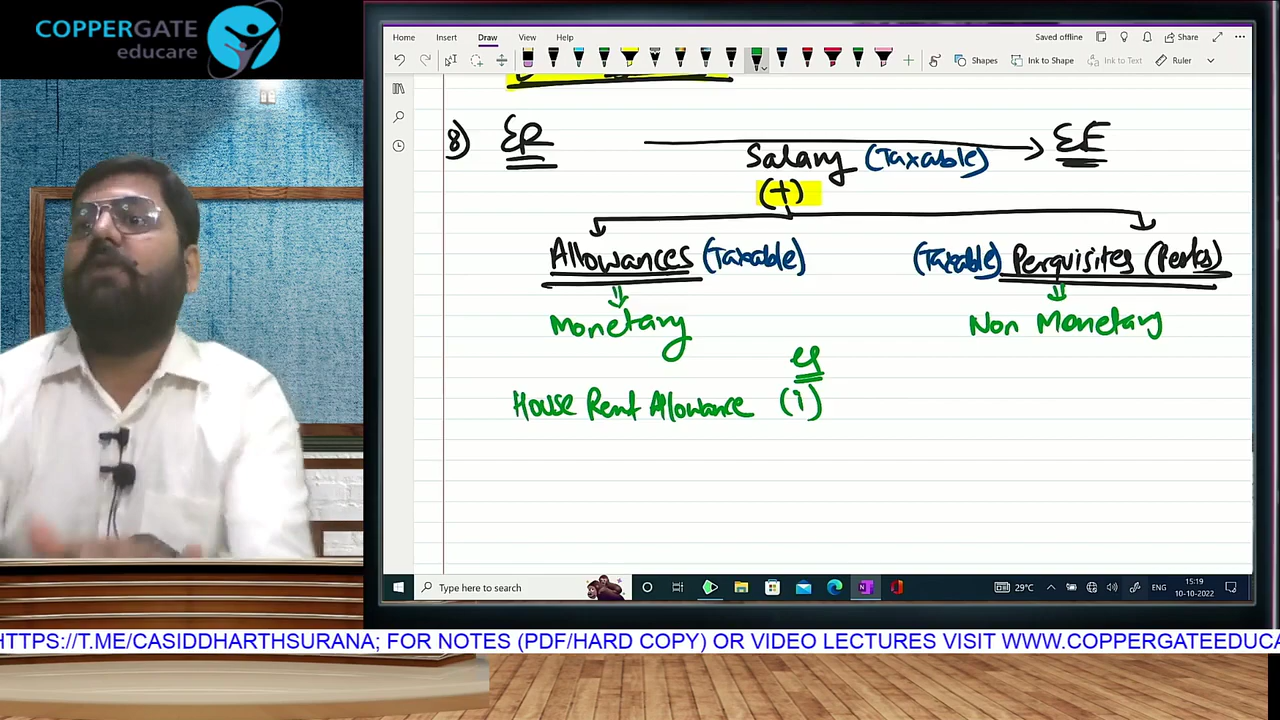 COPPERGATE
educare
Home Insert Draw View Help
Saved offline
Share
Shapes
Ink to Shape
Ink to Text
Ruler
8) ER EE
Salary (Taxable)
(+)
Allowances (Taxable) (Taxable) Perquisites (Perks)
Monetary Non Monetary
eg
House Rent Allowance (i)
Type here to search
29°C
ENG
15:19
10-10-2022
HTTPS://T.ME/CASIDDHARTHSURANA; FOR NOTES (PDF/HARD COPY) OR VIDEO LECTURES VISIT WWW.COPPERGATEEDUCA